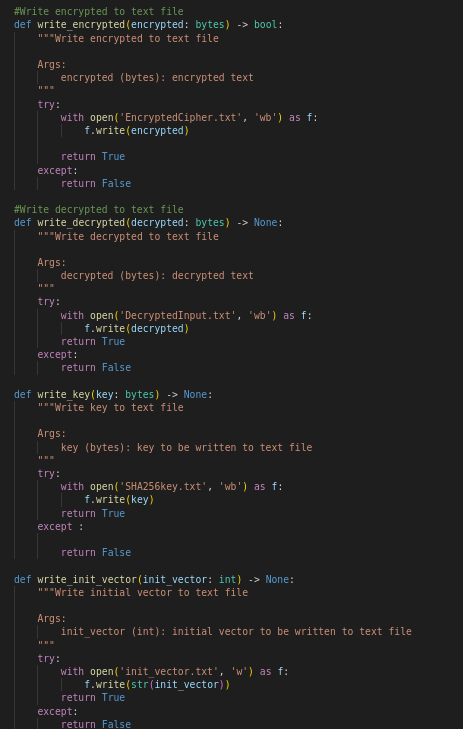 #Write encrypted to text file
def write_encrypted(encrypted: bytes) -> bool:
    """Write encrypted to text file

    Args:
        encrypted (bytes): encrypted text
    """
    try:
        with open('EncryptedCipher.txt', 'wb') as f:
            f.write(encrypted)

        return True
    except:
        return False

#Write decrypted to text file
def write_decrypted(decrypted: bytes) -> None:
    """Write decrypted to text file

    Args:
        decrypted (bytes): decrypted text
    """
    try:
        with open('DecryptedInput.txt', 'wb') as f:
            f.write(decrypted)
        return True
    except:
        return False

def write_key(key: bytes) -> None:
    """Write key to text file

    Args:
        key (bytes): key to be written to text file
    """
    try:
        with open('SHA256key.txt', 'wb') as f:
            f.write(key)
        return True
    except :

        return False

def write_init_vector(init_vector: int) -> None:
    """Write initial vector to text file

    Args:
        init_vector (int): initial vector to be written to text file
    """
    try:
        with open('init_vector.txt', 'w') as f:
            f.write(str(init_vector))
        return True
    except:
        return False